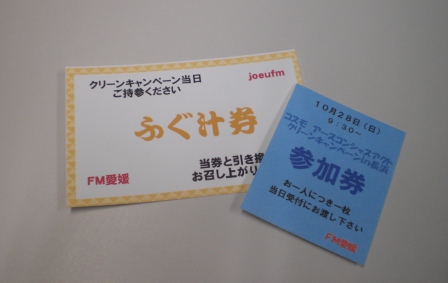 クリーンキャンペーン当日
ご持参ください
joeufm
ふぐ汁券
当券と引き換
お召し上がり
FM愛媛
10月28日(日)
9:30~
コスモ アースコンシャスアクト
クリーンキャンペーンin長浜
参加券
お一人につき一枚
当日受付にお渡し下さい
FM愛媛